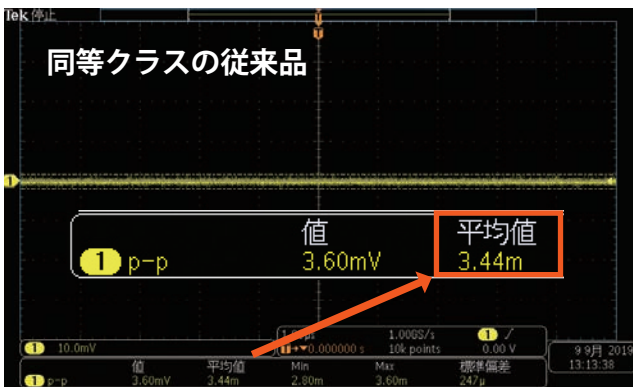 Tek 停止
同等クラスの従来品
値 平均値
1 p-p 3.60mV 3.44m
1 10.0mV
1.00GS/s
10k points
1
0.00 V
0.000000 s
9 9月 2019
13:13:38
値 平均値 Min Max 標準偏差
1 p-p 3.60mV 3.44m 2.80m 3.60m 247µ